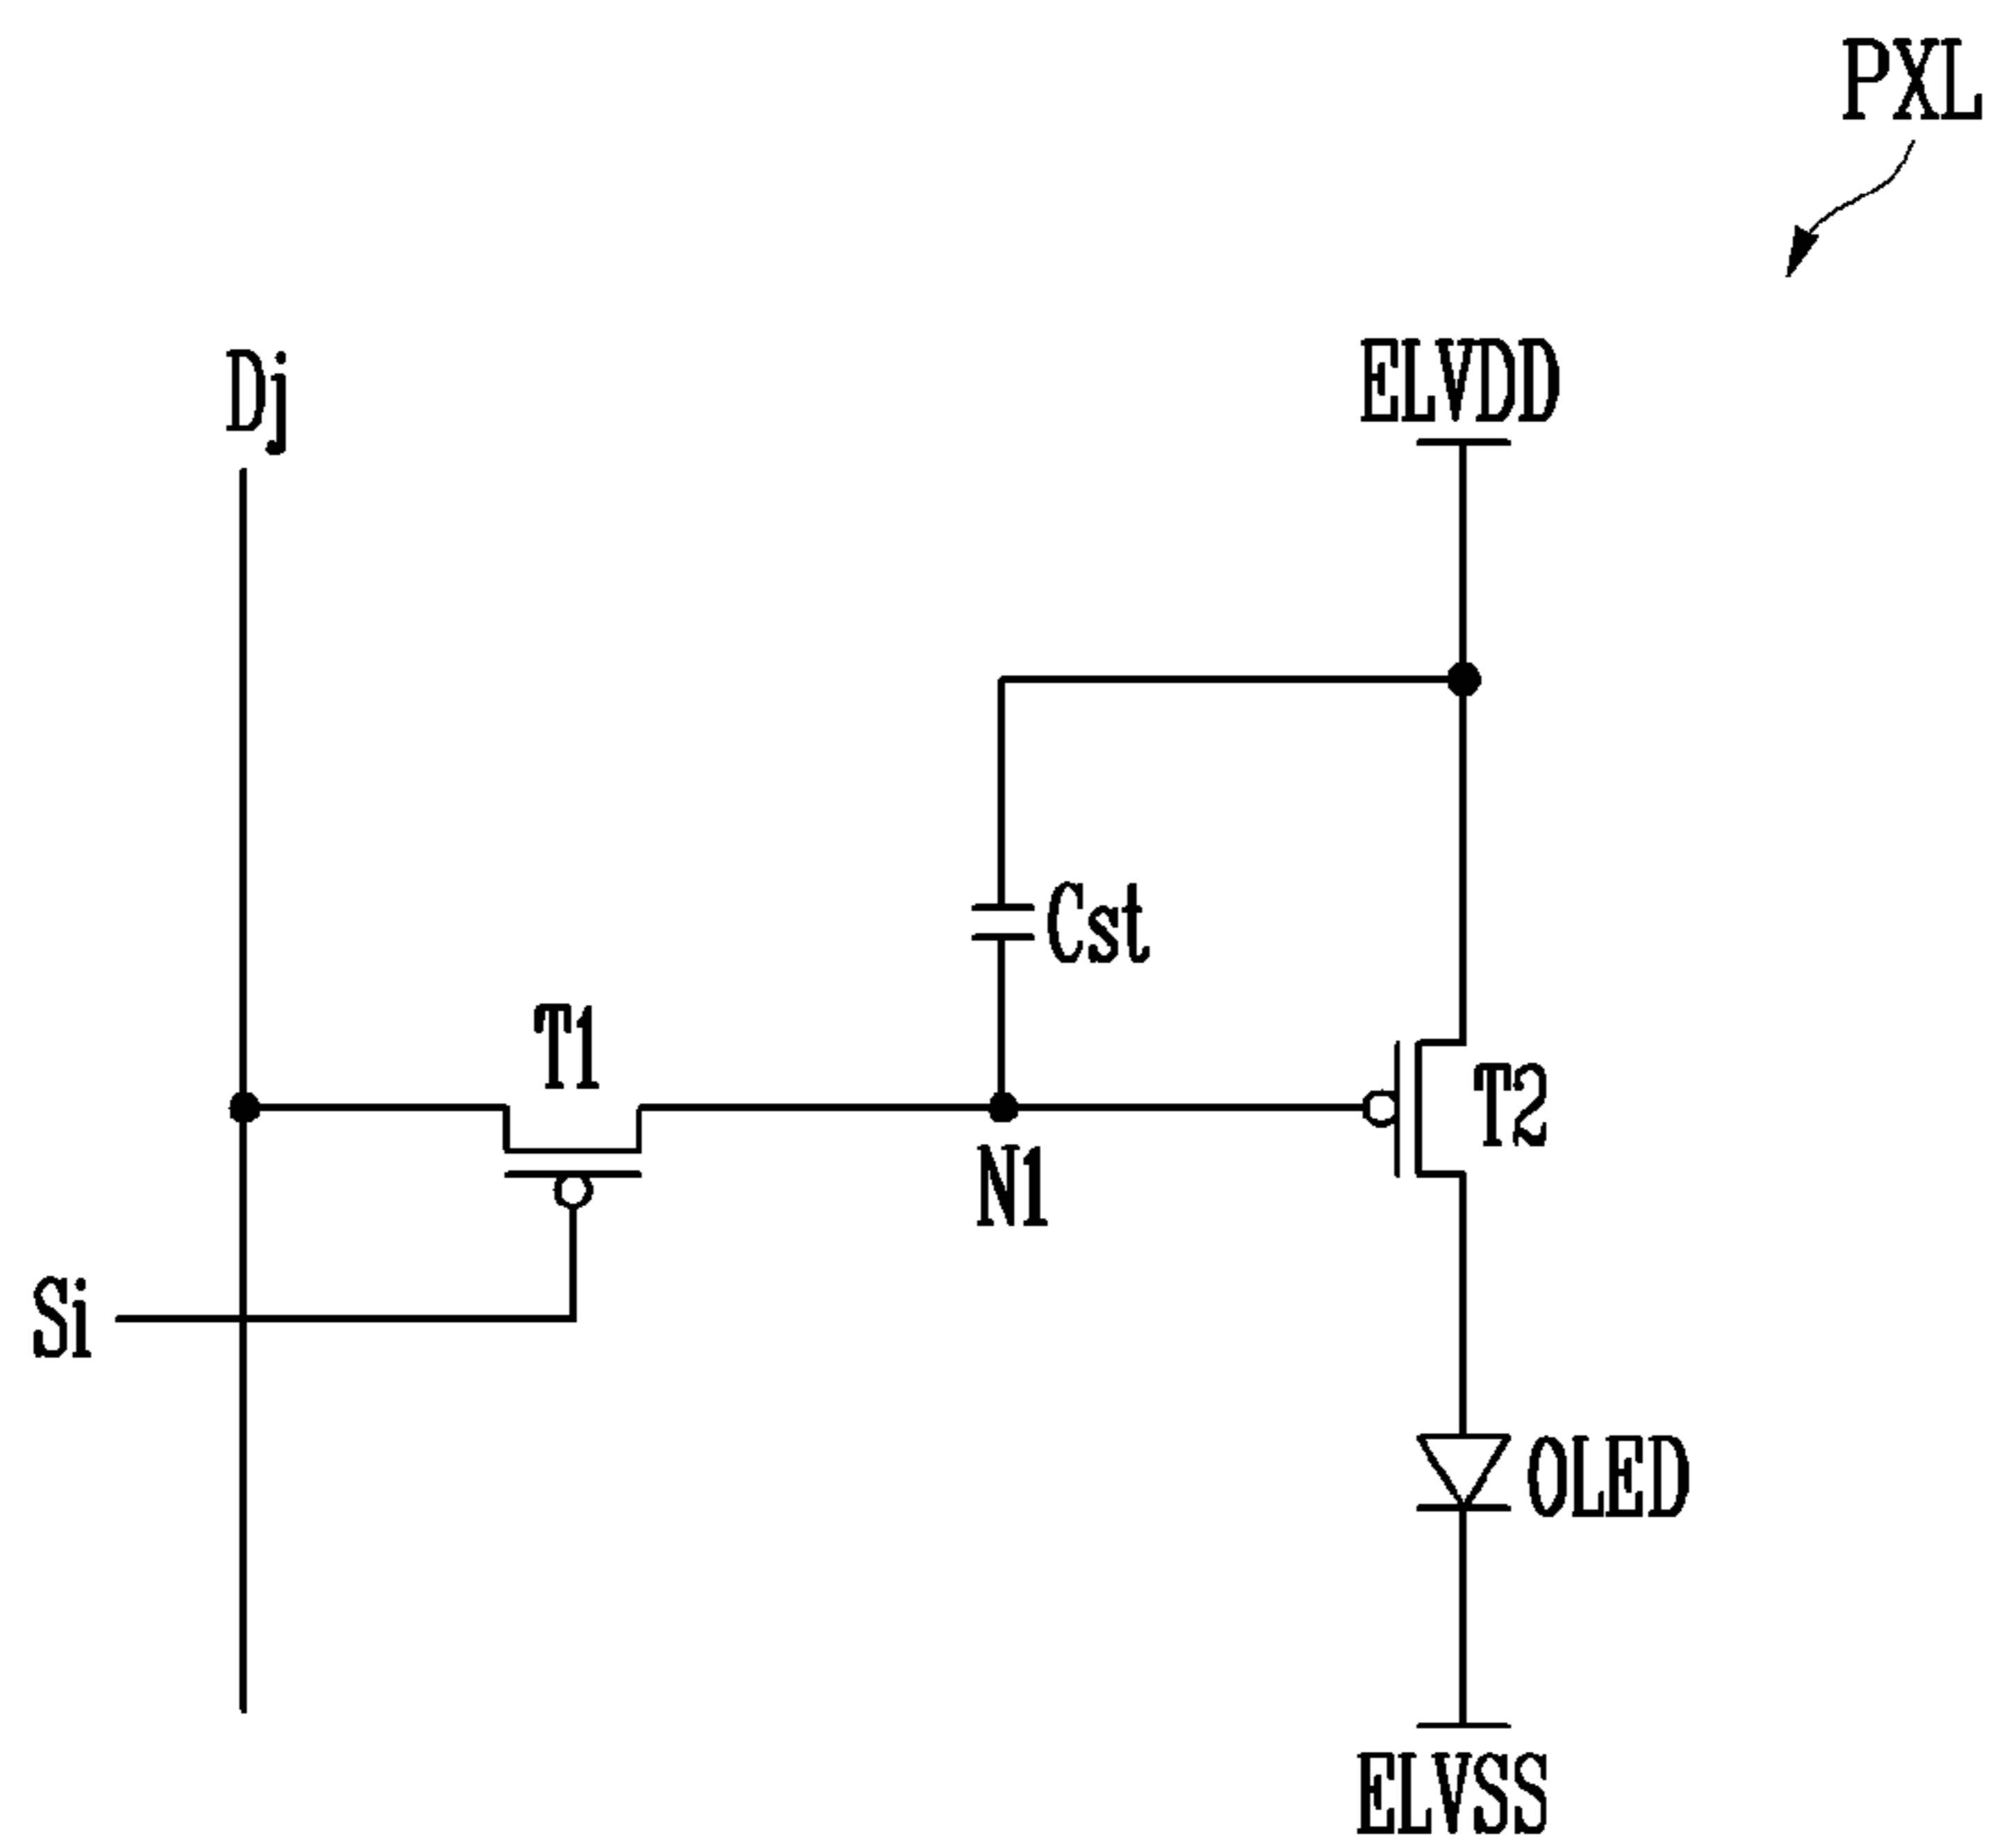 PXL
Dj
ELVDD
Cst
T1
T2
N1
Si
OLED
ELVSS